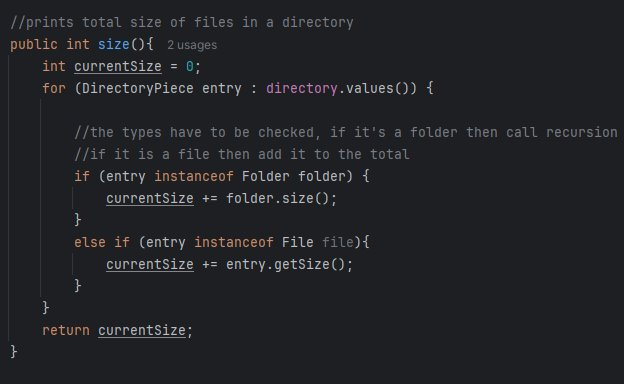 //prints total size of files in a directory
public int size(){ 2 usages
    int currentSize = 0;
    for (DirectoryPiece entry : directory.values()) {
        //the types have to be checked, if it's a folder then call recursion
        //if it is a file then add it to the total
        if (entry instanceof Folder folder) {
            currentSize += folder.size();
        }
        else if (entry instanceof File file){
            currentSize += entry.getSize();
        }
    }
    return currentSize;
}